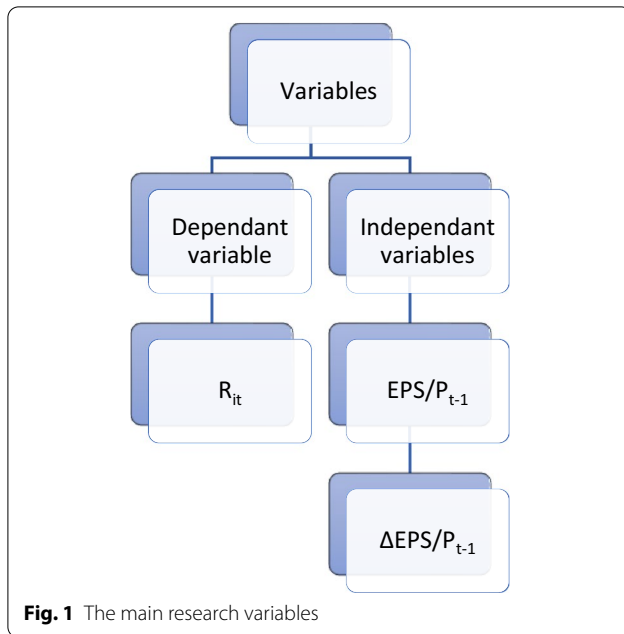 Variables
Dependant
variable
Independant
variables
R_it
EPS/P_t-1
ΔEPS/P_t-1
Fig. 1 The main research variables